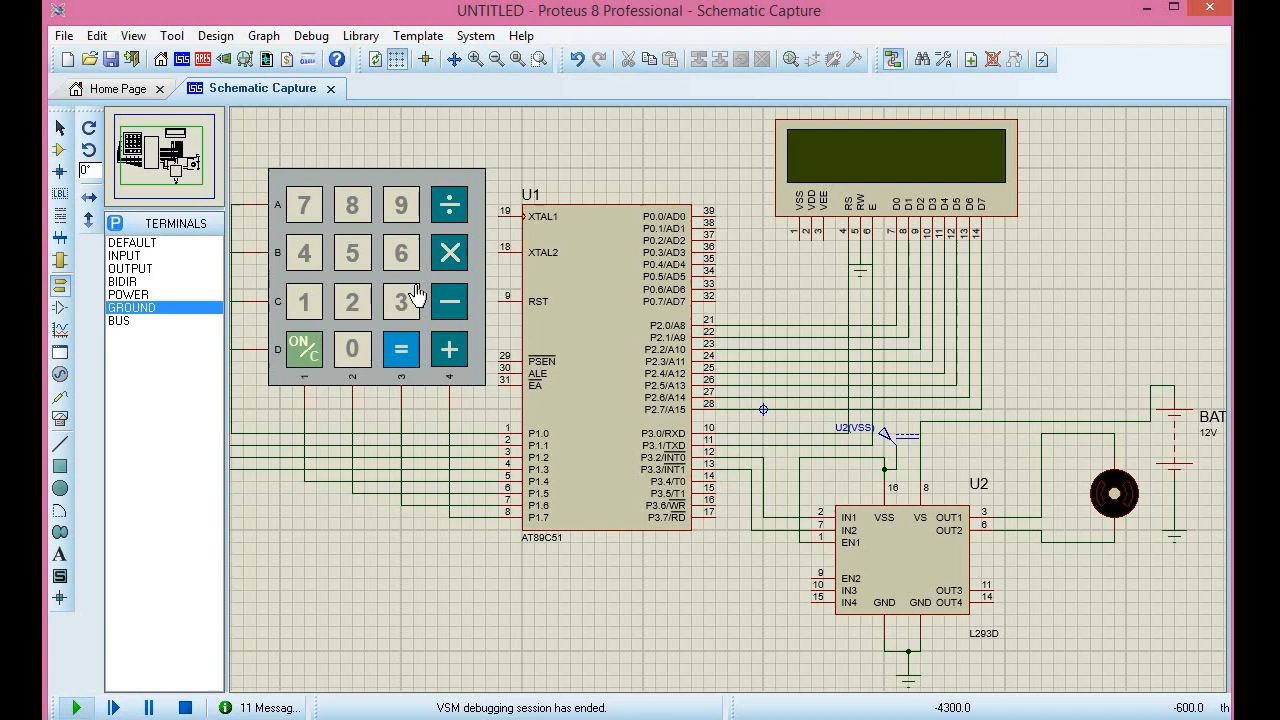 UNTITLED - Proteus 8 Professional - Schematic Capture
File Edit View Tool Design Graph Debug Library Template System Help
Home Page Schematic Capture
0°
LBL
P TERMINALS
DEFAULT
INPUT
OUTPUT
BIDIR
POWER
GROUND
BUS
A
S
7 8 9 ÷
4 5 6 ×
1 2 3 −
ON/C 0 = +
A
B
C
D
1 2 3 4
U1
19 XTAL1
18 XTAL2
9 RST
29 PSEN
30 ALE
31 EA
1 P1.0
2 P1.1
3 P1.2
4 P1.3
5 P1.4
6 P1.5
7 P1.6
8 P1.7
P0.0/AD0 39
P0.1/AD1 38
P0.2/AD2 37
P0.3/AD3 36
P0.4/AD4 35
P0.5/AD5 34
P0.6/AD6 33
P0.7/AD7 32
P2.0/A8 21
P2.1/A9 22
P2.2/A10 23
P2.3/A11 24
P2.4/A12 25
P2.5/A13 26
P2.6/A14 27
P2.7/A15 28
P3.0/RXD 10
P3.1/TXD 11
P3.2/INT0 12
P3.3/INT1 13
P3.4/T0 14
P3.5/T1 15
P3.6/WR 16
P3.7/RD 17
AT89C51
VSS VDD VEE RS RW E D0 D1 D2 D3 D4 D5 D6 D7
1 2 3 4 5 6 7 8 9 10 11 12 13 14
U2(VSS)
BAT
12V
U2
16 8
2 IN1 VSS VS OUT1 3
7 IN2 OUT2 6
1 EN1
9 EN2
10 IN3 OUT3 11
15 IN4 GND GND OUT4 14
L293D
11 Messag... VSM debugging session has ended. -4300.0 -600.0 th